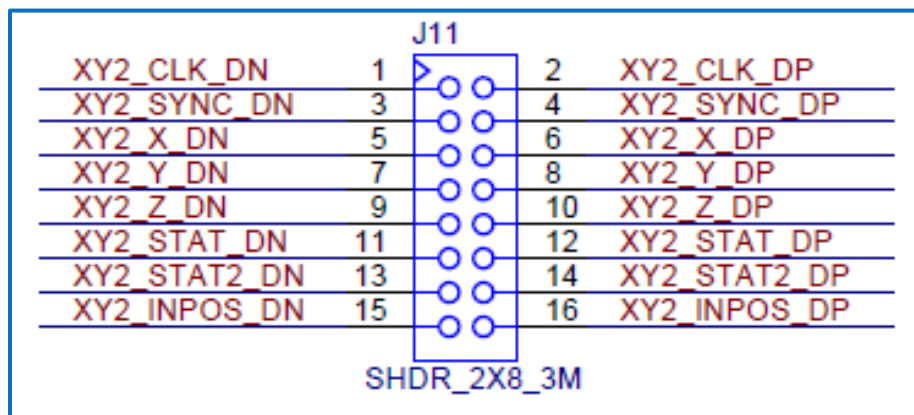 J11
XY2_CLK_DN 1 2 XY2_CLK_DP
XY2_SYNC_DN 3 4 XY2_SYNC_DP
XY2_X_DN 5 6 XY2_X_DP
XY2_Y_DN 7 8 XY2_Y_DP
XY2_Z_DN 9 10 XY2_Z_DP
XY2_STAT_DN 11 12 XY2_STAT_DP
XY2_STAT2_DN 13 14 XY2_STAT2_DP
XY2_INPOS_DN 15 16 XY2_INPOS_DP
SHDR_2X8_3M